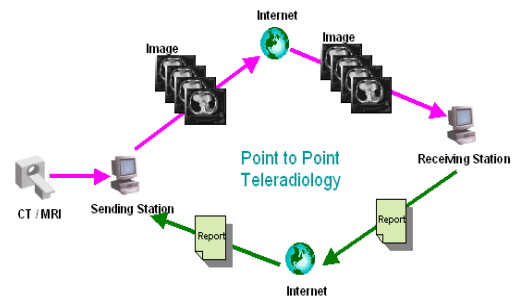 Internet
Image
Image
Point to Point
Teleradiology
Receiving Station
CT / MRI
Sending Station
Report
Report
Internet